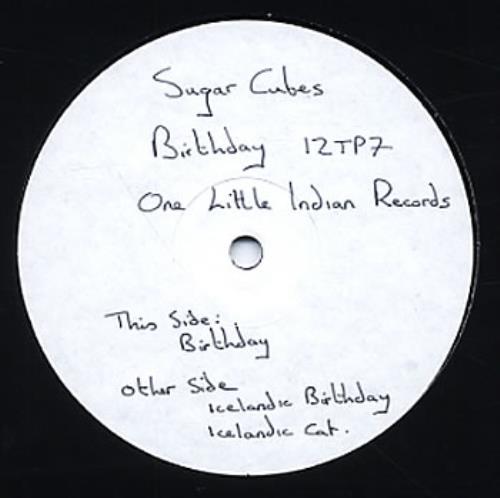 Sugar Cubes
Birthday 12TP7
One Little Indian Records
This Side:
Birthday
Other Side
Icelandic Birthday
Icelandic Cat.